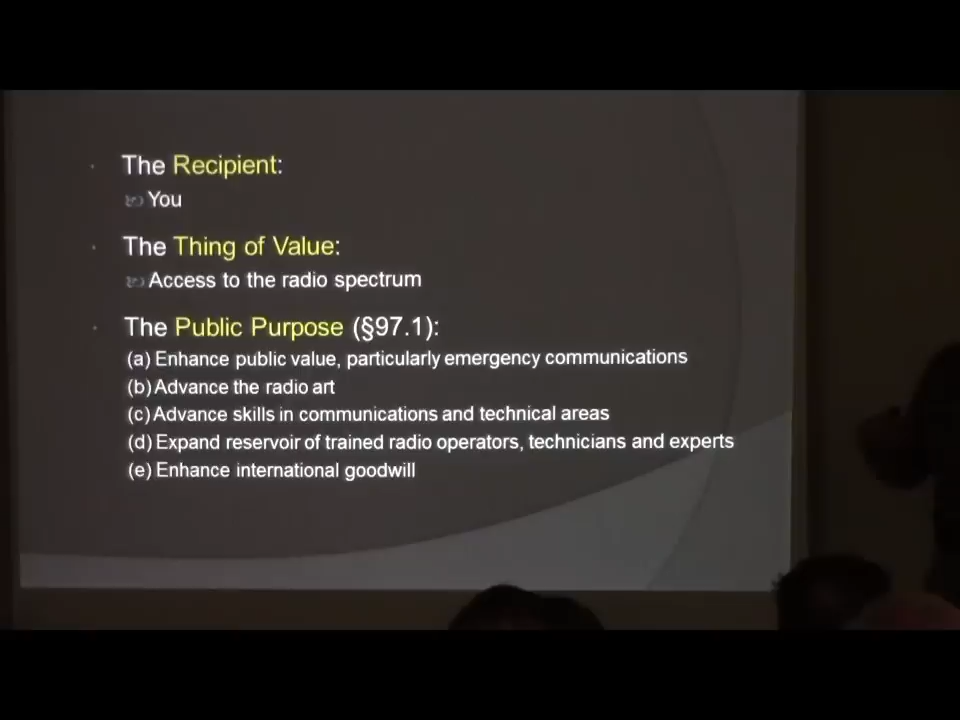 The Recipient:
You
The Thing of Value:
Access to the radio spectrum
The Public Purpose (§97.1):
(a) Enhance public value, particularly emergency communications
(b) Advance the radio art
(c) Advance skills in communications and technical areas
(d) Expand reservoir of trained radio operators, technicians and experts
(e) Enhance international goodwill